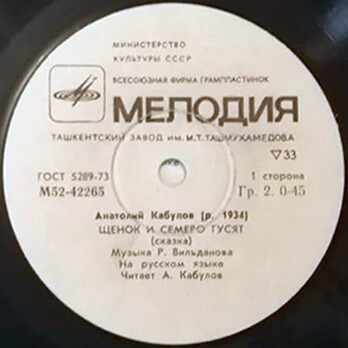 МИНИСТЕРСТВО
КУЛЬТУРЫ СССР
ВСЕСОЮЗНАЯ ФИРМА ГРАМПЛАСТИНОК
МЕЛОДИЯ
ТАШКЕНТСКИЙ ЗАВОД им. М.Т.ТАШМУХАМЕДОВА
▽33
ГОСТ 5289-73
1 сторона
М52-42265
Гр. 2. 0-45
Анатолий Кабулов [р. 1934]
ЩЕНОК И СЕМЕРО ГУСЯТ
(сказка)
Музыка Р. Вильданова
На русском языке
Читает А. Кабулов